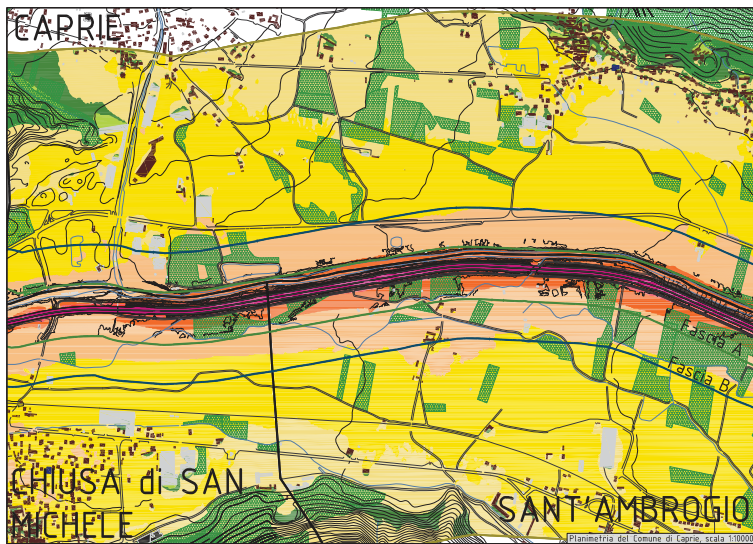 CAPRIE
Fascia A
Fascia B
CHIUSA di SAN
MICHELE
SANT'AMBROGIO
Planimetria del Comune di Caprie, scala 1:10000